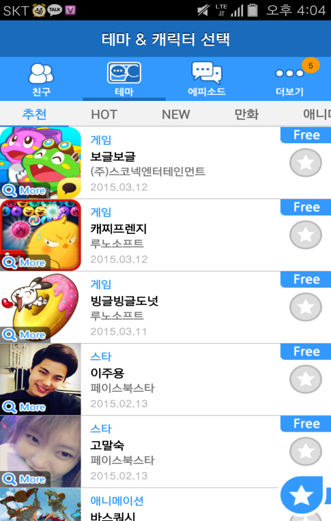 SKT TALK V LTE 오후 4:04
테마 & 캐릭터 선택
친구 테마 에피소드 더보기 5
추천 HOT NEW 만화 애니
게임 Free
보글보글
(주)스코넥엔터테인먼트
More 2015.03.12
게임 Free
캐찌프렌지
루노소프트
More 2015.03.12
게임 Free
빙글빙글도넛
루노소프트
More 2015.03.11
스타 Free
이주용
페이스북스타
More 2015.02.13
스타 Free
고말숙
페이스북스타
More 2015.02.13
애니메이션
바스쿼시